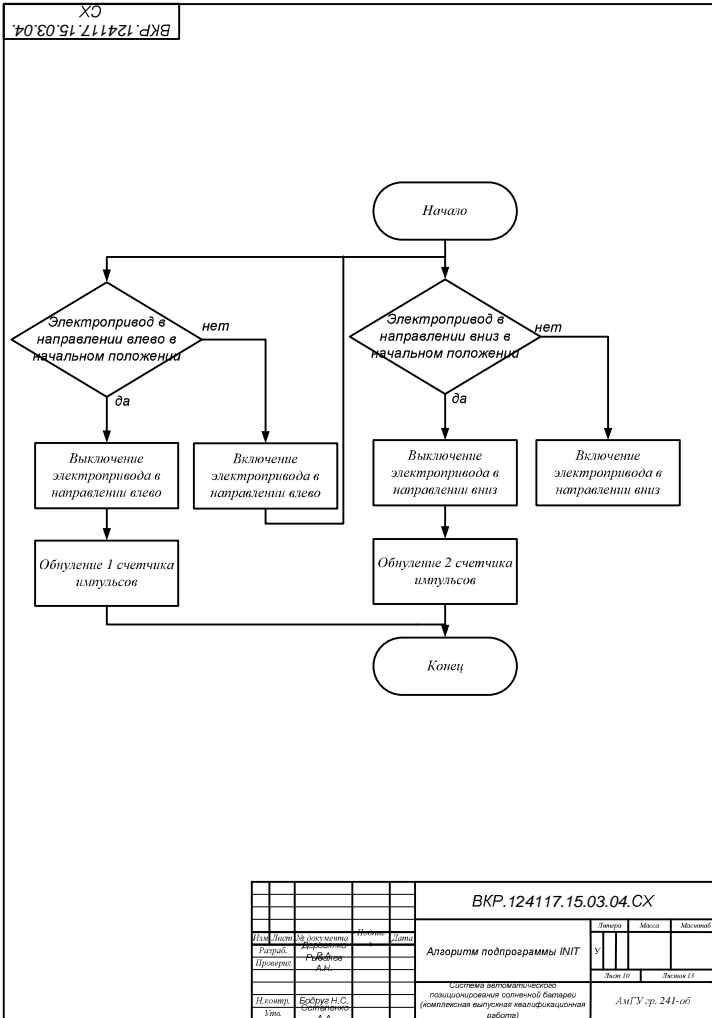 ВКР.124117.15.03.04.
СХ
Начало
Электропривод в
направлении влево в
начальном положении
нет
да
Электропривод в
направлении вниз в
начальном положении
нет
да
Выключение
электропривода в
направлении влево
Включение
электропривода в
направлении влево
Выключение
электропривода в
направлении вниз
Включение
электропривода в
направлении вниз
Обнуление 1 счетчика
импульсов
Обнуление 2 счетчика
импульсов
Конец
ВКР.124117.15.03.04.СХ
Изм Лист № документа Дата
Разраб.
Проверил Рыбалев
А.Н.
Н.контр. Бодруг Н.С.
Утв. Остапенко
А.А.
Алгоритм подпрограммы INIT
Литера Масса Масштаб
У
Лист 10 Листов 13
Система автоматического
позиционирования солнечной батареи
(комплексная выпускная квалификационная
работа)
АмГУ гр. 241-об